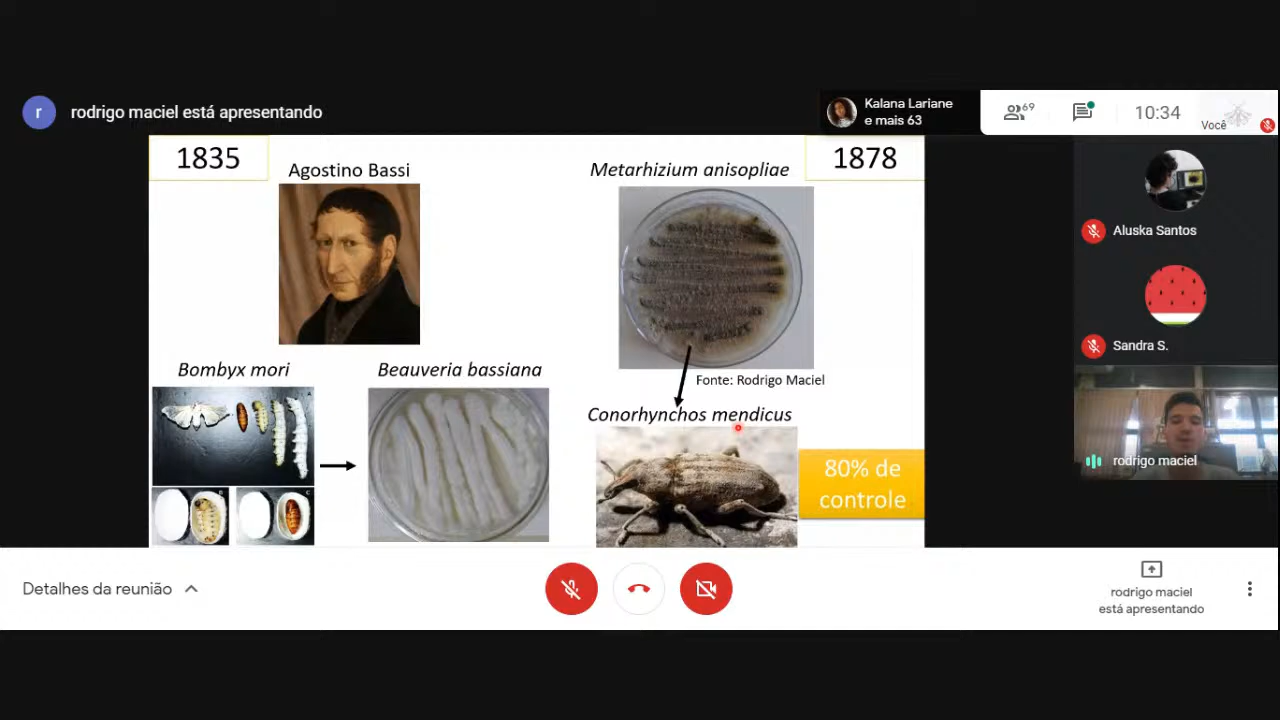 r
rodrigo maciel está apresentando
Kalana Lariane
e mais 63
69
10:34
Você
1835
Agostino Bassi
Metarhizium anisopliae
1878
Aluska Santos
Sandra S.
Bombyx mori
Beauveria bassiana
Fonte: Rodrigo Maciel
Conorhynchos mendicus
80% de
controle
A
B
C
rodrigo maciel
Detalhes da reunião
rodrigo maciel
está apresentando